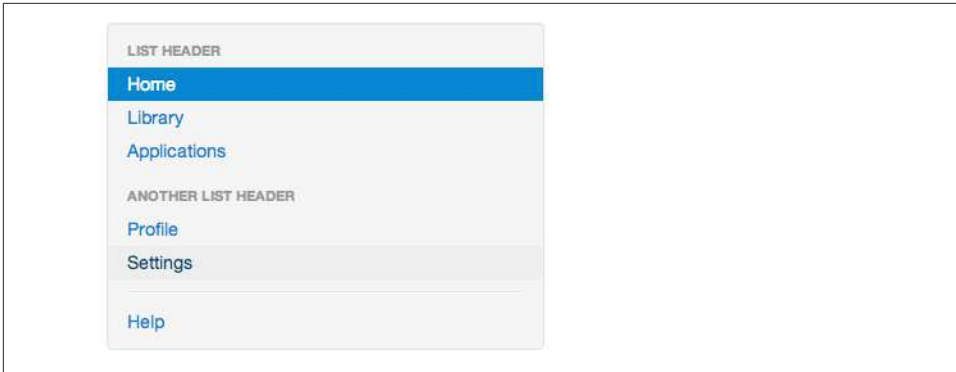 LIST HEADER
Home
Library
Applications
ANOTHER LIST HEADER
Profile
Settings
Help